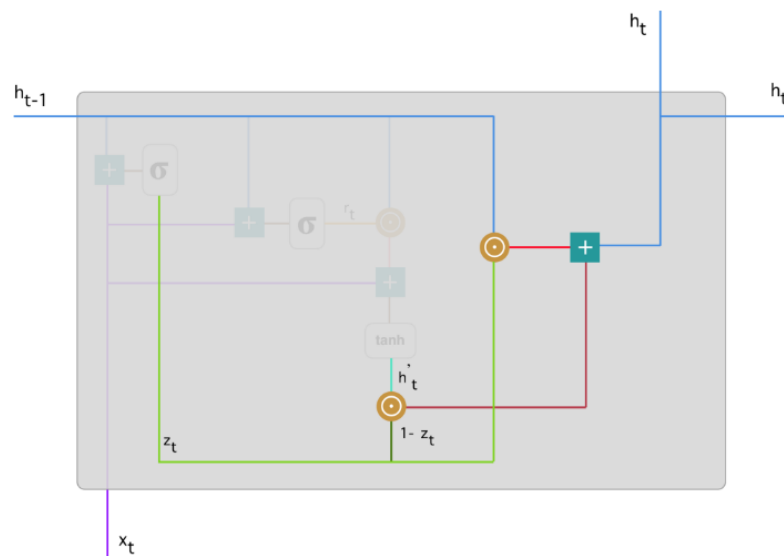 h_t
h_{t-1}
h_t
+
σ
+
σ
r_t
+
+
tanh
h'_t
1- z_t
z_t
x_t